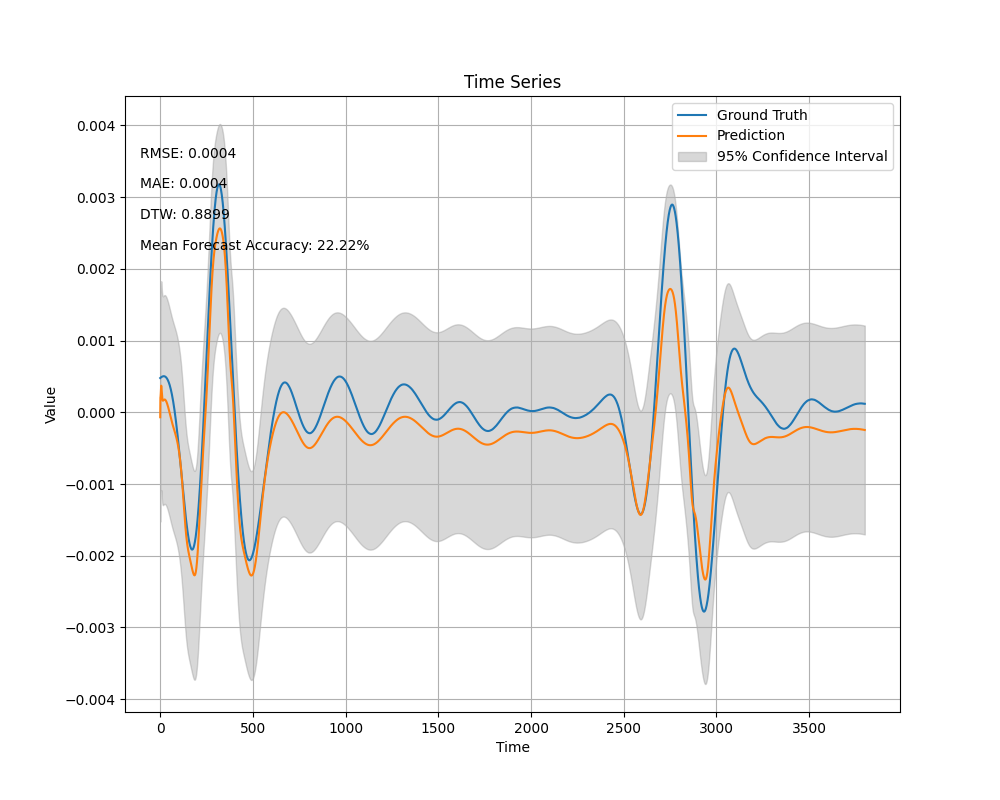 Time Series
Ground Truth
Prediction
95% Confidence Interval
RMSE: 0.0004
MAE: 0.0004
DTW: 0.8899
Mean Forecast Accuracy: 22.22%
Value
0.004
0.003
0.002
0.001
0.000
−0.001
−0.002
−0.003
−0.004
0 500 1000 1500 2000 2500 3000 3500
Time